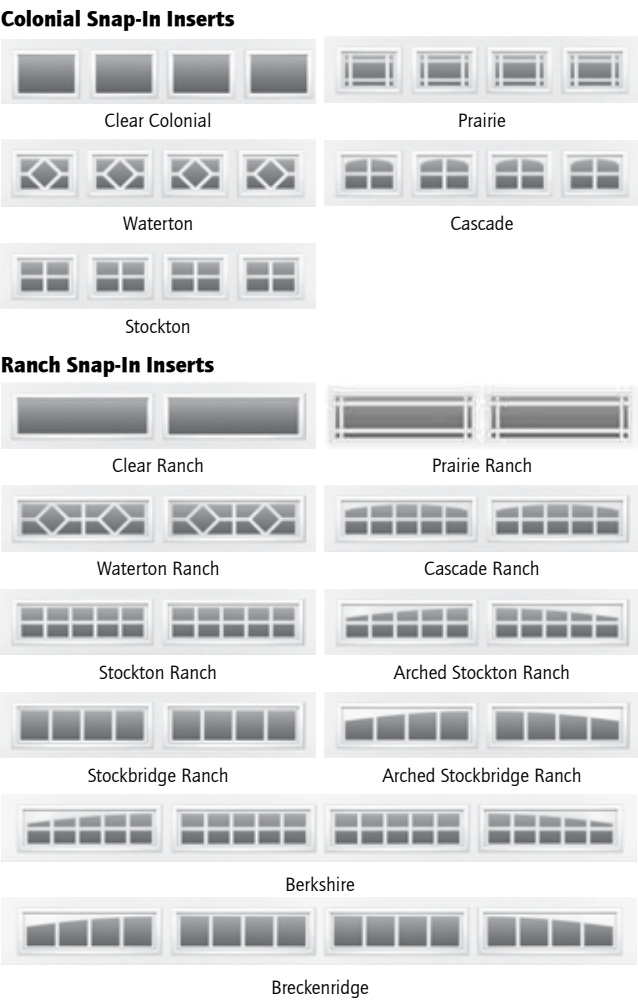 Colonial Snap-In Inserts
Clear Colonial
Prairie
Waterton
Cascade
Stockton
Ranch Snap-In Inserts
Clear Ranch
Prairie Ranch
Waterton Ranch
Cascade Ranch
Stockton Ranch
Arched Stockton Ranch
Stockbridge Ranch
Arched Stockbridge Ranch
Berkshire
Breckenridge